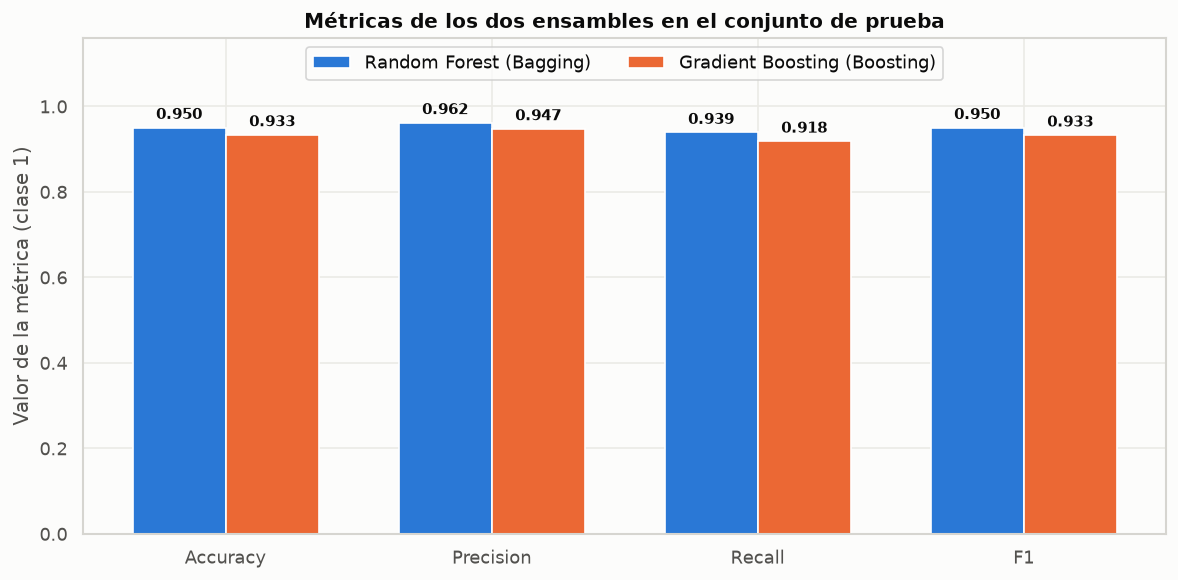 Métricas de los dos ensambles en el conjunto de prueba
Random Forest (Bagging) Gradient Boosting (Boosting)
Valor de la métrica (clase 1)
1.0
0.8
0.6
0.4
0.2
0.0
0.950 0.933 0.962 0.947 0.939 0.918 0.950 0.933
Accuracy Precision Recall F1